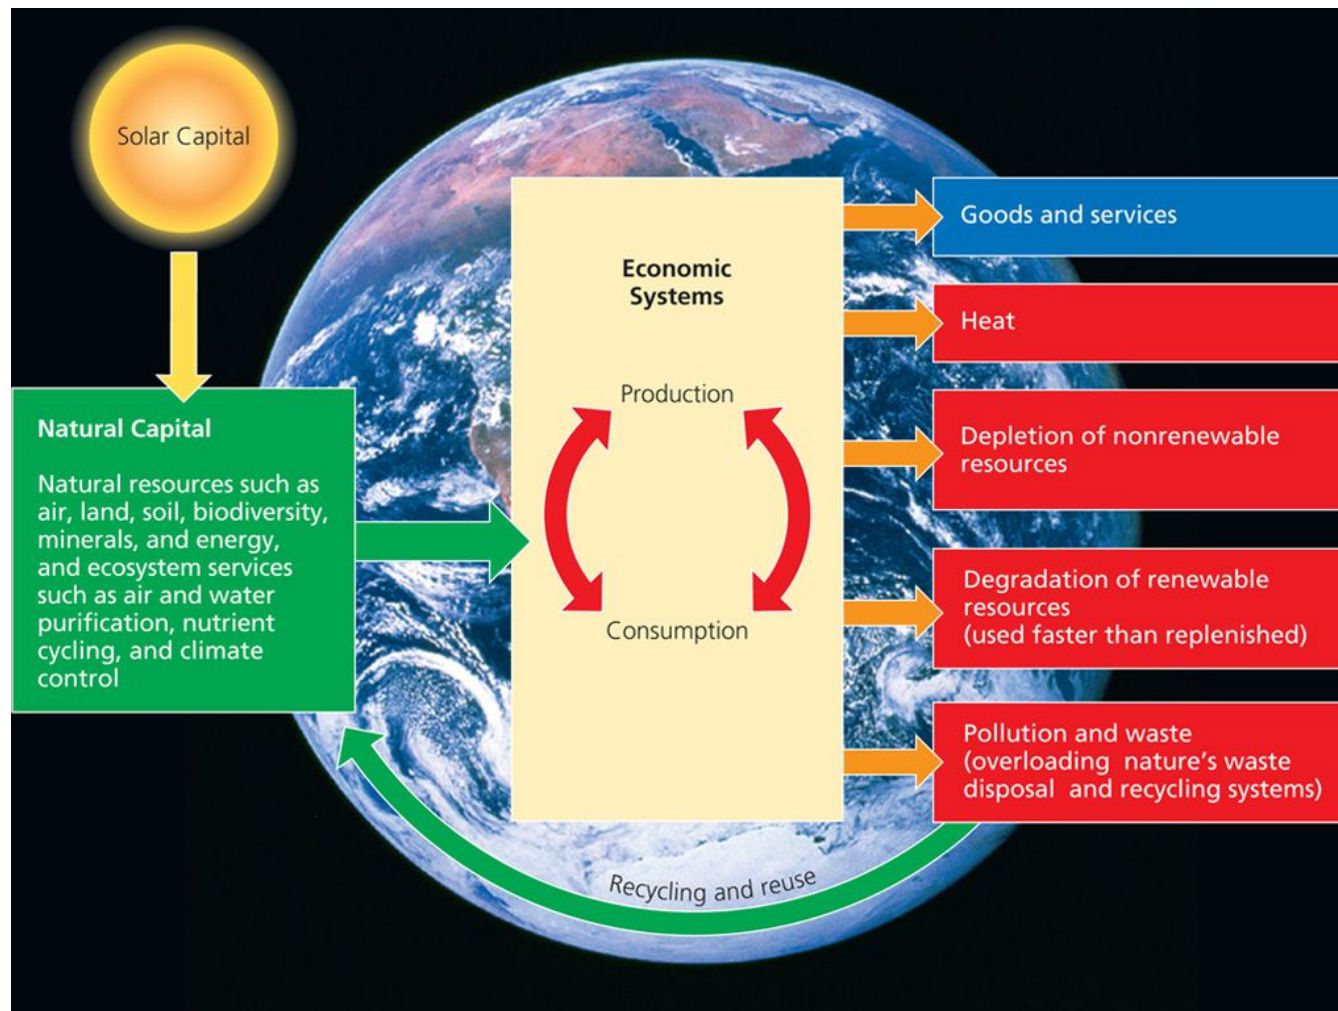 Solar Capital
Natural Capital
Natural resources such as
air, land, soil, biodiversity,
minerals, and energy,
and ecosystem services
such as air and water
purification, nutrient
cycling, and climate
control
Economic
Systems
Production
Consumption
Goods and services
Heat
Depletion of nonrenewable
resources
Degradation of renewable
resources
(used faster than replenished)
Pollution and waste
(overloading nature's waste
disposal and recycling systems)
Recycling and reuse